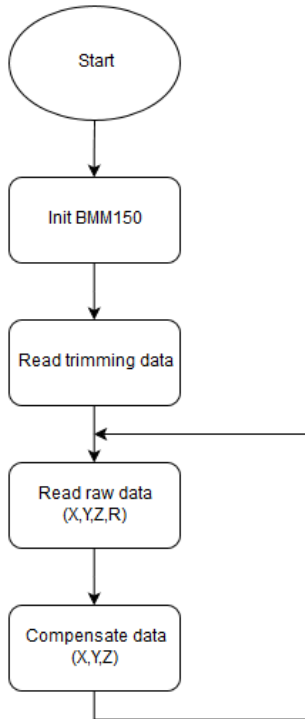 Start
Init BMM150
Read trimming data
Read raw data
(X,Y,Z,R)
Compensate data
(X,Y,Z)